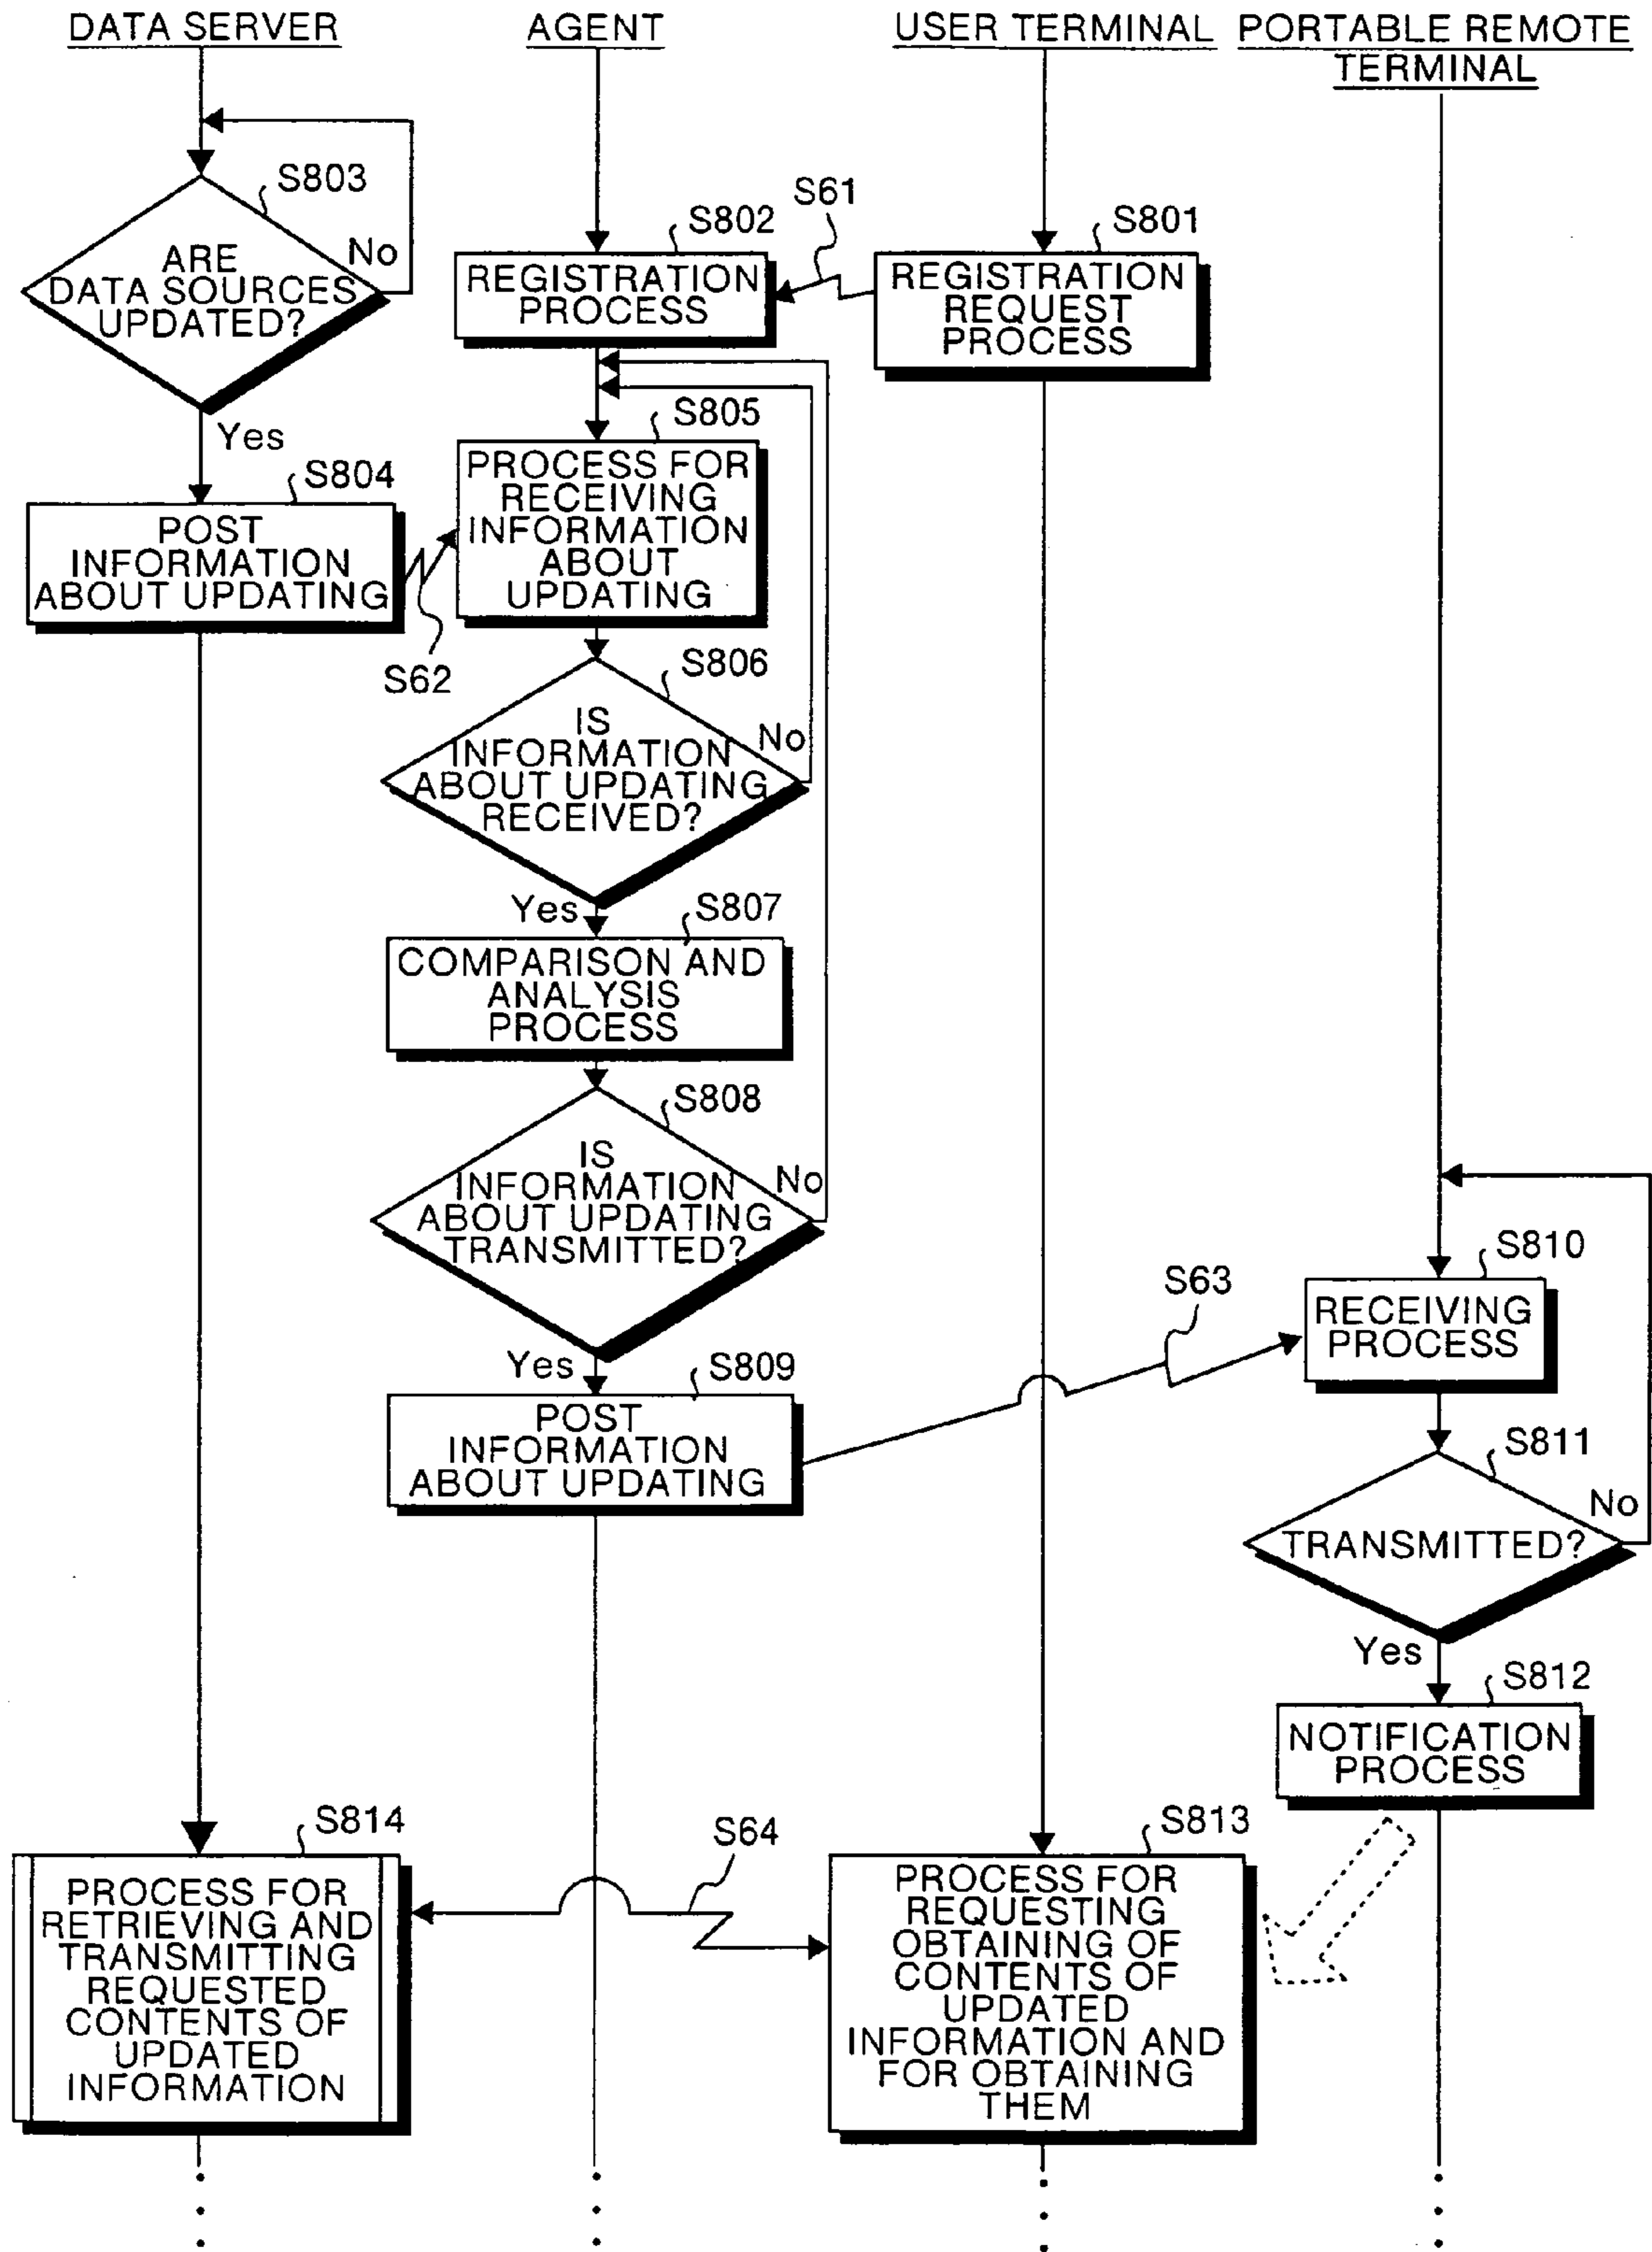 DATA SERVER
AGENT
USER TERMINAL
PORTABLE REMOTE
TERMINAL
S803
ARE
DATA SOURCES
UPDATED?
No
Yes
S802
REGISTRATION
PROCESS
S61
S801
REGISTRATION
REQUEST
PROCESS
S804
POST
INFORMATION
ABOUT UPDATING
S62
S805
PROCESS FOR
RECEIVING
INFORMATION
ABOUT
UPDATING
S806
IS
INFORMATION
ABOUT UPDATING
RECEIVED?
No
Yes
S807
COMPARISON AND
ANALYSIS
PROCESS
S808
IS
INFORMATION
ABOUT UPDATING
TRANSMITTED?
No
Yes
S809
POST
INFORMATION
ABOUT UPDATING
S63
S810
RECEIVING
PROCESS
S811
TRANSMITTED?
No
Yes
S812
NOTIFICATION
PROCESS
S814
PROCESS FOR
RETRIEVING AND
TRANSMITTING
REQUESTED
CONTENTS OF
UPDATED
INFORMATION
S64
S813
PROCESS FOR
REQUESTING
OBTAINING OF
CONTENTS OF
UPDATED
INFORMATION AND
FOR OBTAINING
THEM